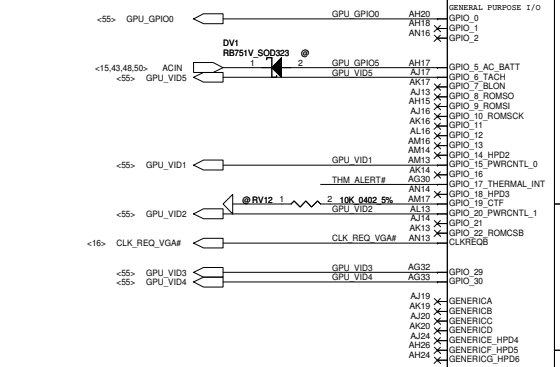 GENERAL PURPOSE I/O
<55> GPU_GPIO0 GPU_GPIO0 AH20 GPIO_0
AH18 GPIO_1
AN16 GPIO_2
DV1
RB751V_SOD323 @
<15,43,48,50> ACIN 1 2 GPU_GPIO5 AH17 GPIO_5_AC_BATT
<55> GPU_VID5 GPU_VID5 AJ17 GPIO_6_TACH
AK17 GPIO_7_BLON
AJ13 GPIO_8_ROMSO
AH15 GPIO_9_ROMSI
AJ16 GPIO_10_ROMSCK
AK16 GPIO_11
AL16 GPIO_12
AM16 GPIO_13
AM14 GPIO_14_HPD2
<55> GPU_VID1 GPU_VID1 AM13 GPIO_15_PWRCNTL_0
AK14 GPIO_16
THM_ALERT# AG30 GPIO_17_THERMAL_INT
AN14 GPIO_18_HPD3
@ RV12 1 2 10K_0402_5% AM17 GPIO_19_CTF
<55> GPU_VID2 GPU_VID2 AL13 GPIO_20_PWRCNTL_1
AJ14 GPIO_21
AK13 GPIO_22_ROMCSB
<16> CLK_REQ_VGA# CLK_REQ_VGA# AN13 CLKREQB
<55> GPU_VID3 GPU_VID3 AG32 GPIO_29
<55> GPU_VID4 GPU_VID4 AG33 GPIO_30
AJ19 GENERICA
AK19 GENERICB
AJ20 GENERICC
AK20 GENERICD
AJ24 GENERICE_HPD4
AH26 GENERICF_HPD5
AH24 GENERICG_HPD6